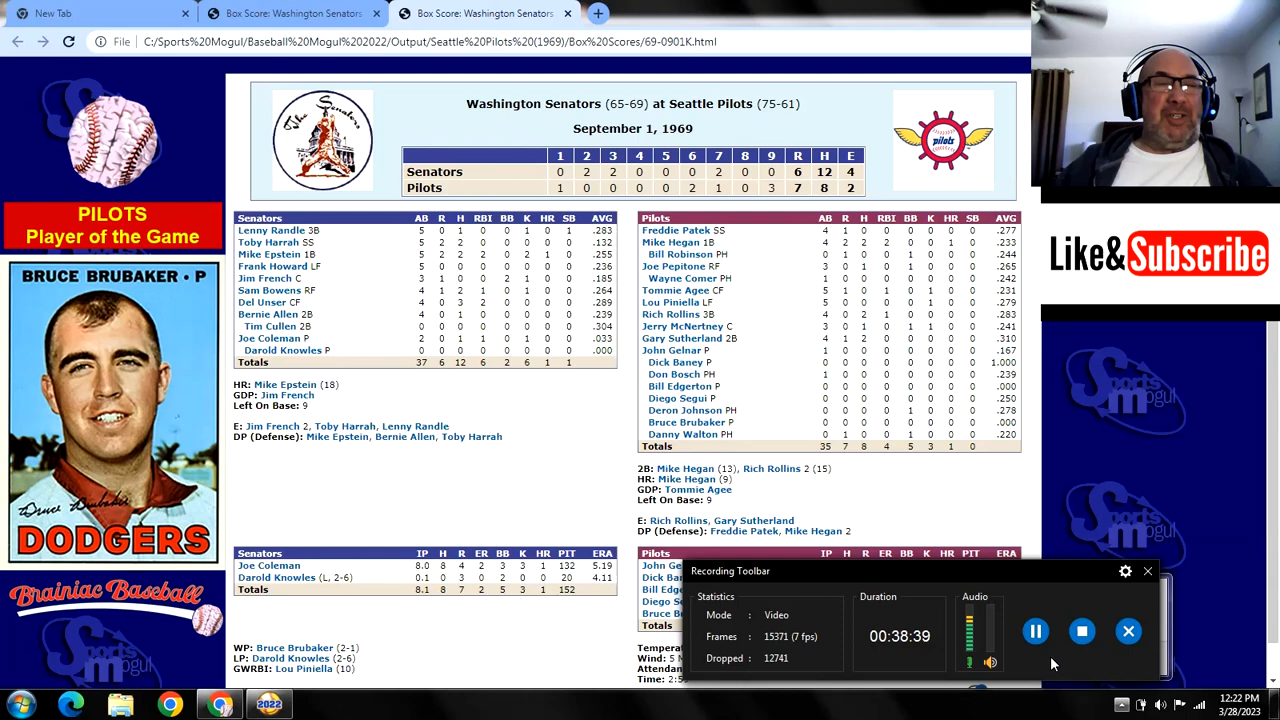 New Tab
Box Score: Washington Senators
Box Score: Washington Senators
File C:/Sports%20Mogul/Baseball%20Mogul%202022/Output/Seattle%20Pilots%20(1969)/Box%20Scores/69-0901K.html
Washington Senators (65-69) at Seattle Pilots (75-61)
September 1, 1969
The Senators
pilots
1 2 3 4 5 6 7 8 9 R H E
Senators 0 2 2 0 0 0 2 0 0 6 12 4
Pilots 1 0 0 0 0 2 1 0 3 7 8 2
PILOTS
Player of the Game
BRUCE BRUBAKER • P
Bruce Brubaker
DODGERS
Brainiac Baseball
Senators AB R H RBI BB K HR SB AVG
Lenny Randle 3B 5 0 1 0 0 1 0 1 .283
Toby Harrah SS 5 2 2 0 0 0 0 0 .132
Mike Epstein 1B 5 2 2 2 0 1 1 0 .255
Frank Howard LF 5 0 0 0 0 0 0 0 .236
Jim French C 3 1 0 0 2 1 0 0 .185
Sam Bowens RF 4 1 2 1 0 1 0 0 .264
Del Unser CF 4 0 3 2 0 0 0 0 .289
Bernie Allen 2B 4 0 1 0 0 1 0 0 .239
Tim Cullen 2B 0 0 0 0 0 0 0 0 .304
Joe Coleman P 2 0 1 1 0 1 0 0 .033
Darold Knowles P 0 0 0 0 0 0 0 0 .000
Totals 37 6 12 6 2 6 1 1
HR: Mike Epstein (18)
GDP: Jim French
Left On Base: 9
E: Jim French 2, Toby Harrah, Lenny Randle
DP (Defense): Mike Epstein, Bernie Allen, Toby Harrah
Pilots AB R H RBI BB K HR SB AVG
Freddie Patek SS 4 1 0 0 1 0 0 0 .277
Mike Hegan 1B 4 1 2 2 0 0 1 0 .233
Bill Robinson PH 0 1 0 0 1 0 0 0 .244
Joe Pepitone RF 3 0 1 0 1 0 0 0 .265
Wayne Comer PH 1 0 0 0 0 0 0 0 .242
Tommie Agee CF 5 1 0 1 0 1 0 0 .231
Lou Piniella LF 5 0 1 0 0 1 0 0 .279
Rich Rollins 3B 4 0 2 1 0 0 0 0 .283
Jerry McNertney C 3 0 0 0 1 1 0 0 .241
Gary Sutherland 2B 4 1 2 0 0 0 0 0 .310
John Gelnar P 1 0 0 0 0 0 0 0 .167
Dick Baney P 0 0 0 0 0 0 0 0 1.000
Don Bosch PH 1 0 0 0 0 0 0 0 .239
Bill Edgerton P 0 0 0 0 0 0 0 0 .000
Diego Segui P 0 0 0 0 0 0 0 0 .250
Deron Johnson PH 0 0 0 0 1 0 0 0 .278
Bruce Brubaker P 0 0 0 0 0 0 0 0 .000
Danny Walton PH 0 1 0 0 1 0 0 0 .220
Totals 35 7 8 4 5 3 1 0
2B: Mike Hegan (13), Rich Rollins 2 (15)
HR: Mike Hegan (9)
GDP: Tommie Agee
Left On Base: 9
E: Rich Rollins, Gary Sutherland
DP (Defense): Freddie Patek, Mike Hegan 2
Senators IP H R ER BB K HR PIT ERA
Joe Coleman 8.0 8 4 2 3 3 1 132 5.19
Darold Knowles (L, 2-6) 0.1 0 3 0 2 0 0 20 4.11
Totals 8.1 8 7 2 5 3 1 152
WP: Bruce Brubaker (2-1)
LP: Darold Knowles (2-6)
GWRBI: Lou Piniella (10)
Pilots IP H R ER BB K HR PIT ERA
John Ge
Dick Ba
Bill Edg
Diego S
Bruce B
Totals
Tempera
Wind: 5 M
Attendan
Time: 2:5
Like& Subscribe
Sports Mogul
Recording Toolbar
Statistics
Mode : Video
Frames : 15371 (7 fps)
Dropped : 12741
Duration
00:38:39
Audio
2022
12:22 PM
3/28/2023